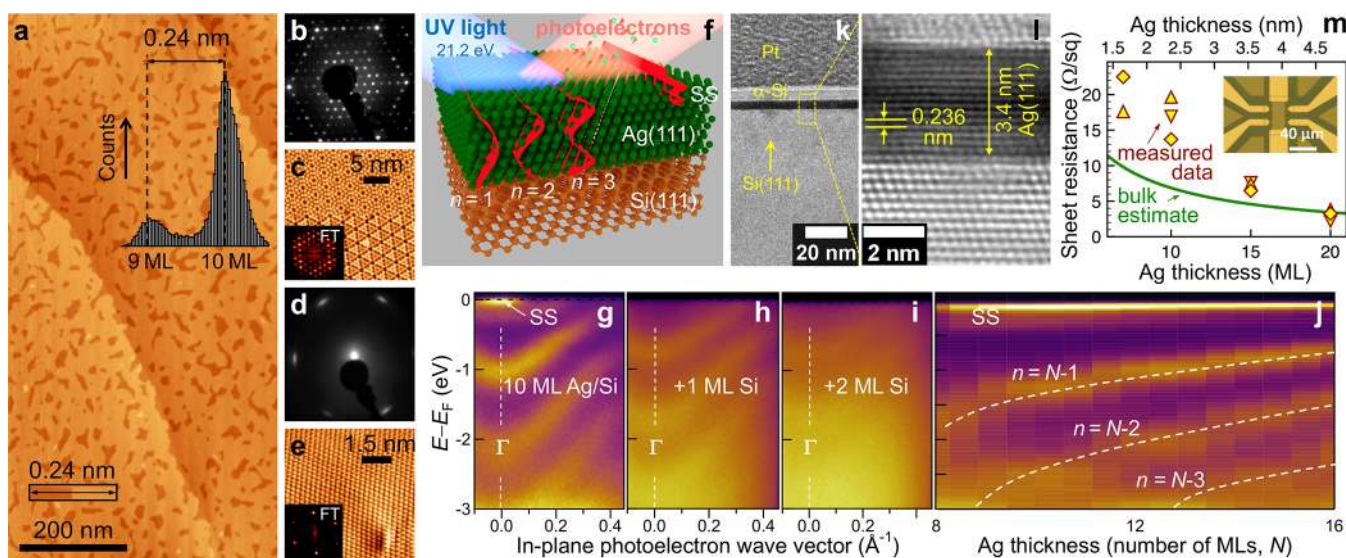 a
0.24 nm
Counts
9 ML
10 ML
0.24 nm
200 nm
b
c
5 nm
FT
d
e
1.5 nm
FT
f
UV light
21.2 eV
photoelectrons
SS
Ag(111)
n = 1
n = 2
n = 3
Si(111)
k
Pt
α-Si
Si(111)
20 nm
l
0.236
nm
3.4 nm
Ag(111)
2 nm
m
Ag thickness (nm)
1.5 2 2.5 3 3.5 4 4.5
Sheet resistance (Ω/sq)
25
20
15
10
5
0
measured
data
bulk
estimate
40 µm
10 15 20
Ag thickness (ML)
E–EF (eV)
0
-1
-2
-3
g
SS
10 ML Ag/Si
Γ
0.0 0.2 0.4
h
+1 ML Si
Γ
0.0 0.2 0.4
i
+2 ML Si
Γ
0.0 0.2 0.4
In-plane photoelectron wave vector (Å-1)
j
SS
n = N-1
n = N-2
n = N-3
8 12 16
Ag thickness (number of MLs, N)